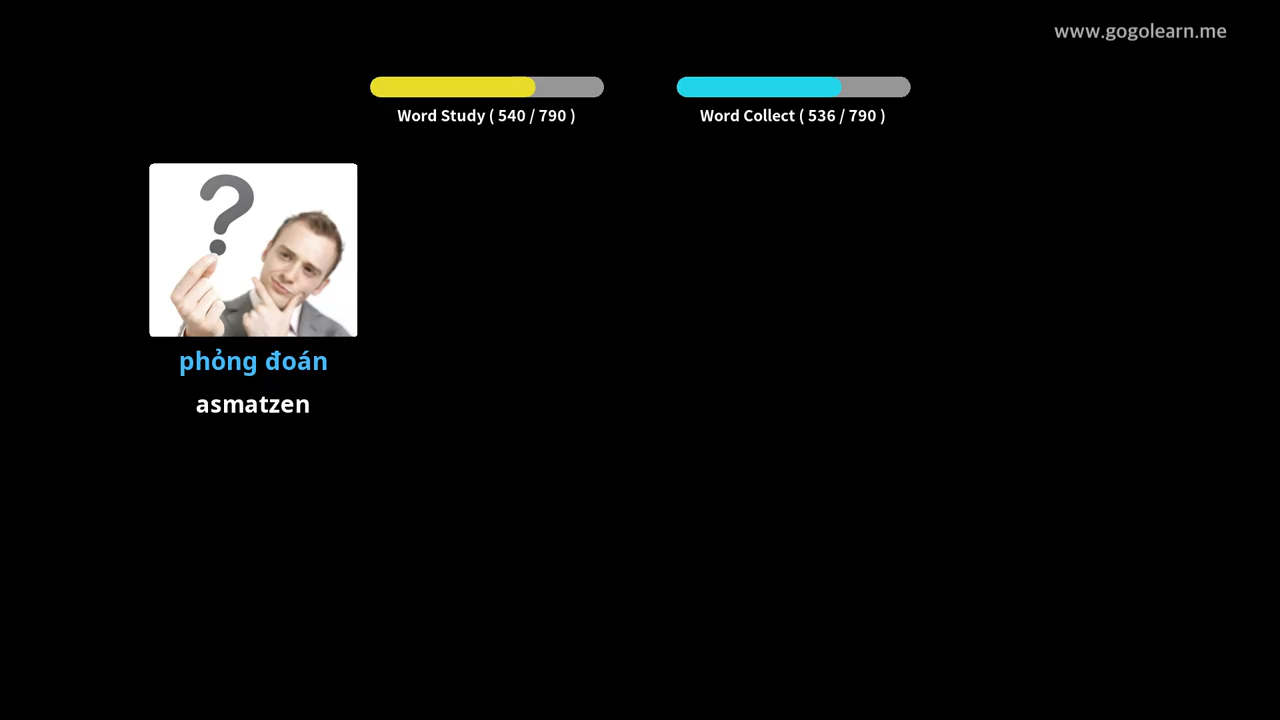 www.gogolearn.me
Word Study ( 540 / 790 )
Word Collect ( 536 / 790 )
?
phỏng đoán
asmatzen